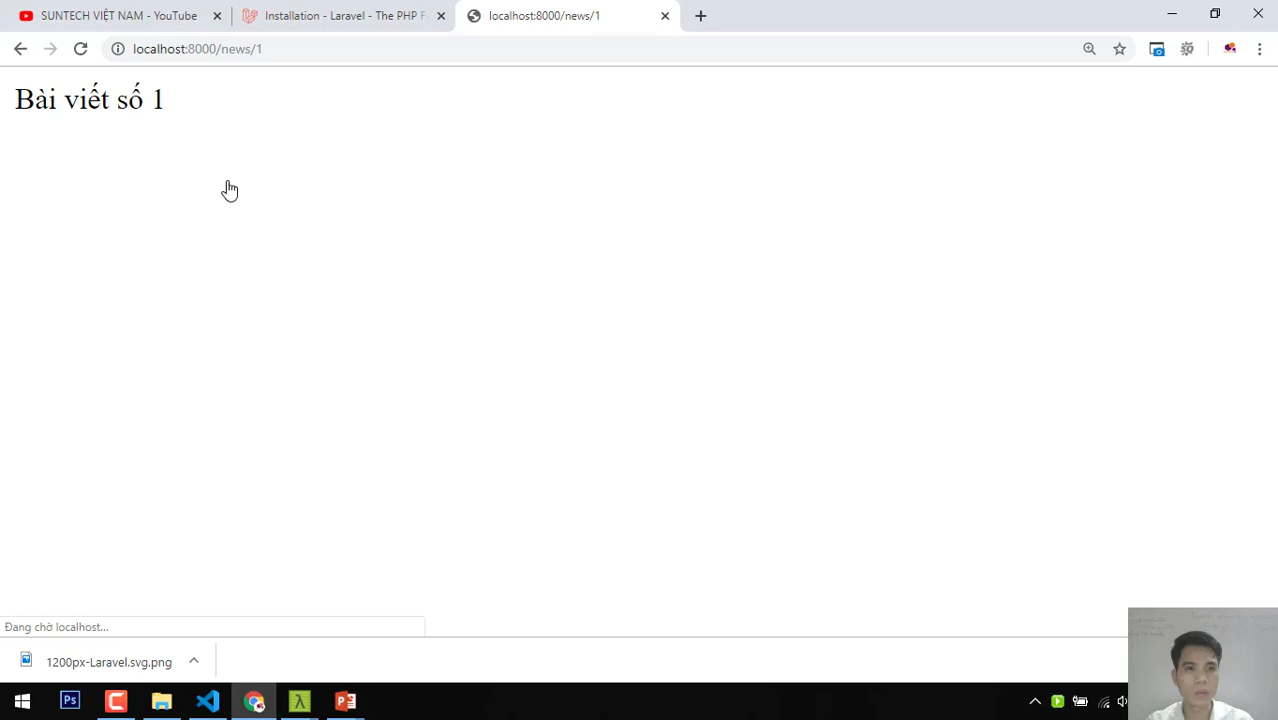 SUNTECH VIỆT NAM - YouTube
Installation - Laravel - The PHP F
localhost:8000/news/1
localhost:8000/news/1
Bài viết số 1
Đang chờ localhost...
1200px-Laravel.svg.png
Ps